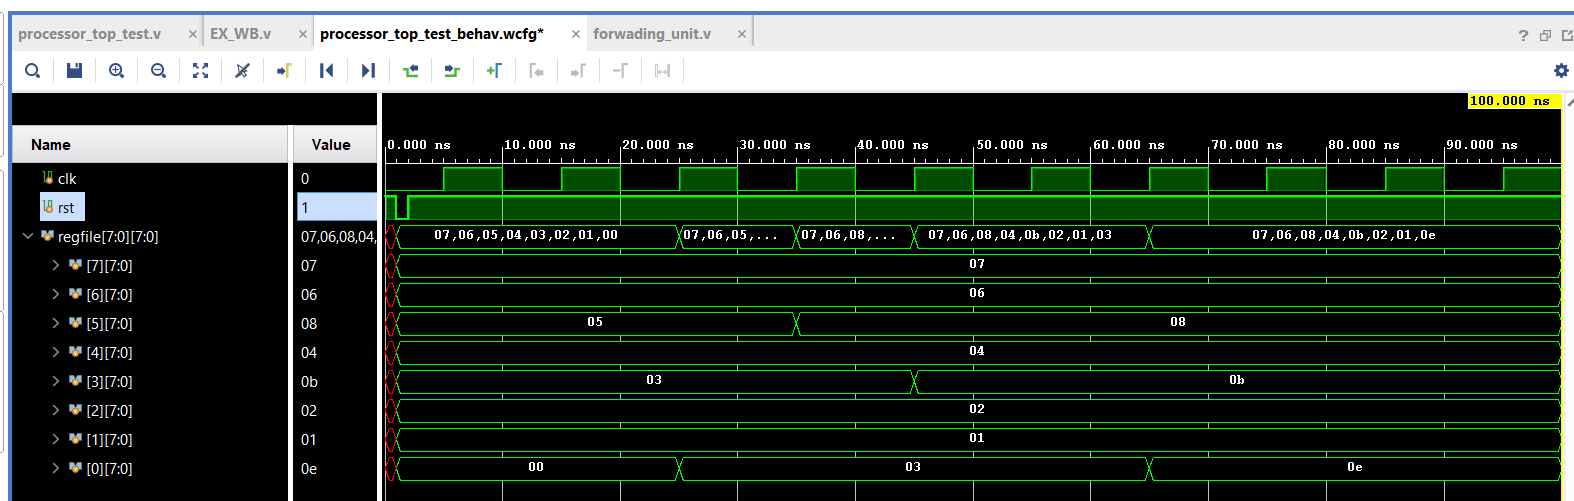 processor_top_test.v × EX_WB.v × processor_top_test_behav.wcfg* × forwading_unit.v × ?
100.000 ns
Name Value 0.000 ns 10.000 ns 20.000 ns 30.000 ns 40.000 ns 50.000 ns 60.000 ns 70.000 ns 80.000 ns 90.000 ns
clk 0
rst 1
regfile[7:0][7:0] 07,06,08,04, 07,06,05,04,03,02,01,00 07,06,05,... 07,06,08,... 07,06,08,04,0b,02,01,03 07,06,08,04,0b,02,01,0e
[7][7:0] 07 07
[6][7:0] 06 06
[5][7:0] 08 05 08
[4][7:0] 04 04
[3][7:0] 0b 03 0b
[2][7:0] 02 02
[1][7:0] 01 01
[0][7:0] 0e 00 03 0e